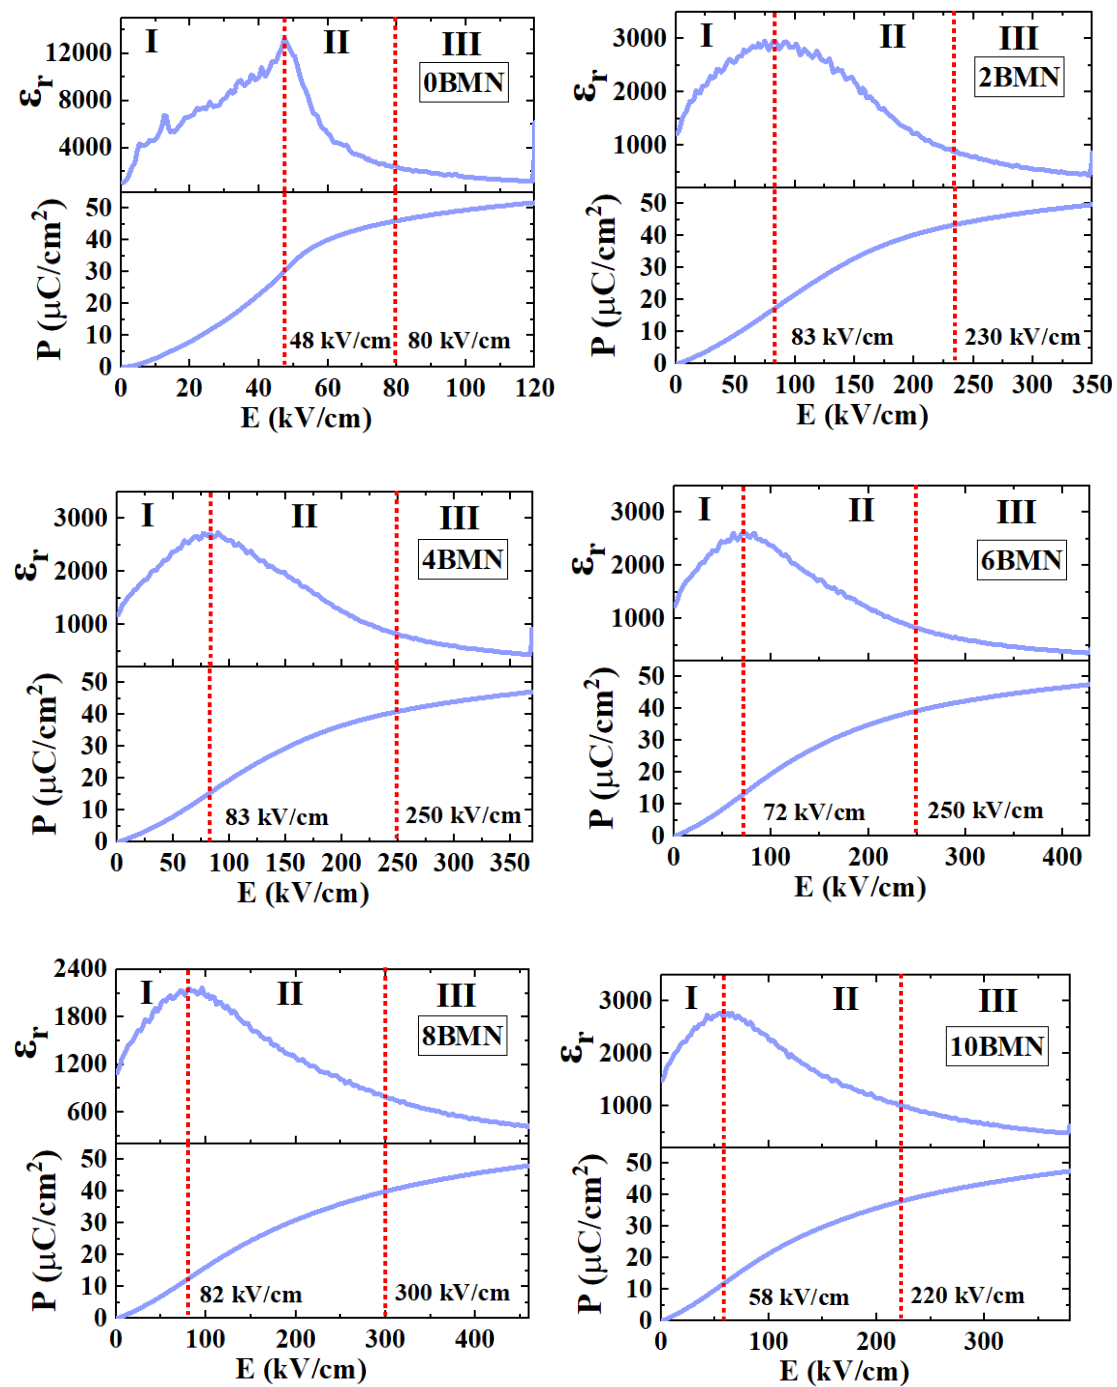 I II III
12000
8000
4000
εr
0BMN
50
40
30
20
10
0
P (μC/cm²)
48 kV/cm 80 kV/cm
0 20 40 60 80 100 120
E (kV/cm)
I II III
3000
2000
1000
εr
2BMN
50
40
30
20
10
0
P (μC/cm²)
83 kV/cm 230 kV/cm
0 50 100 150 200 250 300 350
E (kV/cm)
I II III
3000
2000
1000
εr
4BMN
50
40
30
20
10
0
P (μC/cm²)
83 kV/cm 250 kV/cm
0 50 100 150 200 250 300 350
E (kV/cm)
I II III
3000
2000
1000
εr
6BMN
50
40
30
20
10
0
P (μC/cm²)
72 kV/cm 250 kV/cm
0 100 200 300 400
E (kV/cm)
I II III
2400
1800
1200
600
εr
8BMN
50
40
30
20
10
0
P (μC/cm²)
82 kV/cm 300 kV/cm
0 100 200 300 400
E (kV/cm)
I II III
3000
2000
1000
εr
10BMN
50
40
30
20
10
0
P (μC/cm²)
58 kV/cm 220 kV/cm
0 100 200 300
E (kV/cm)